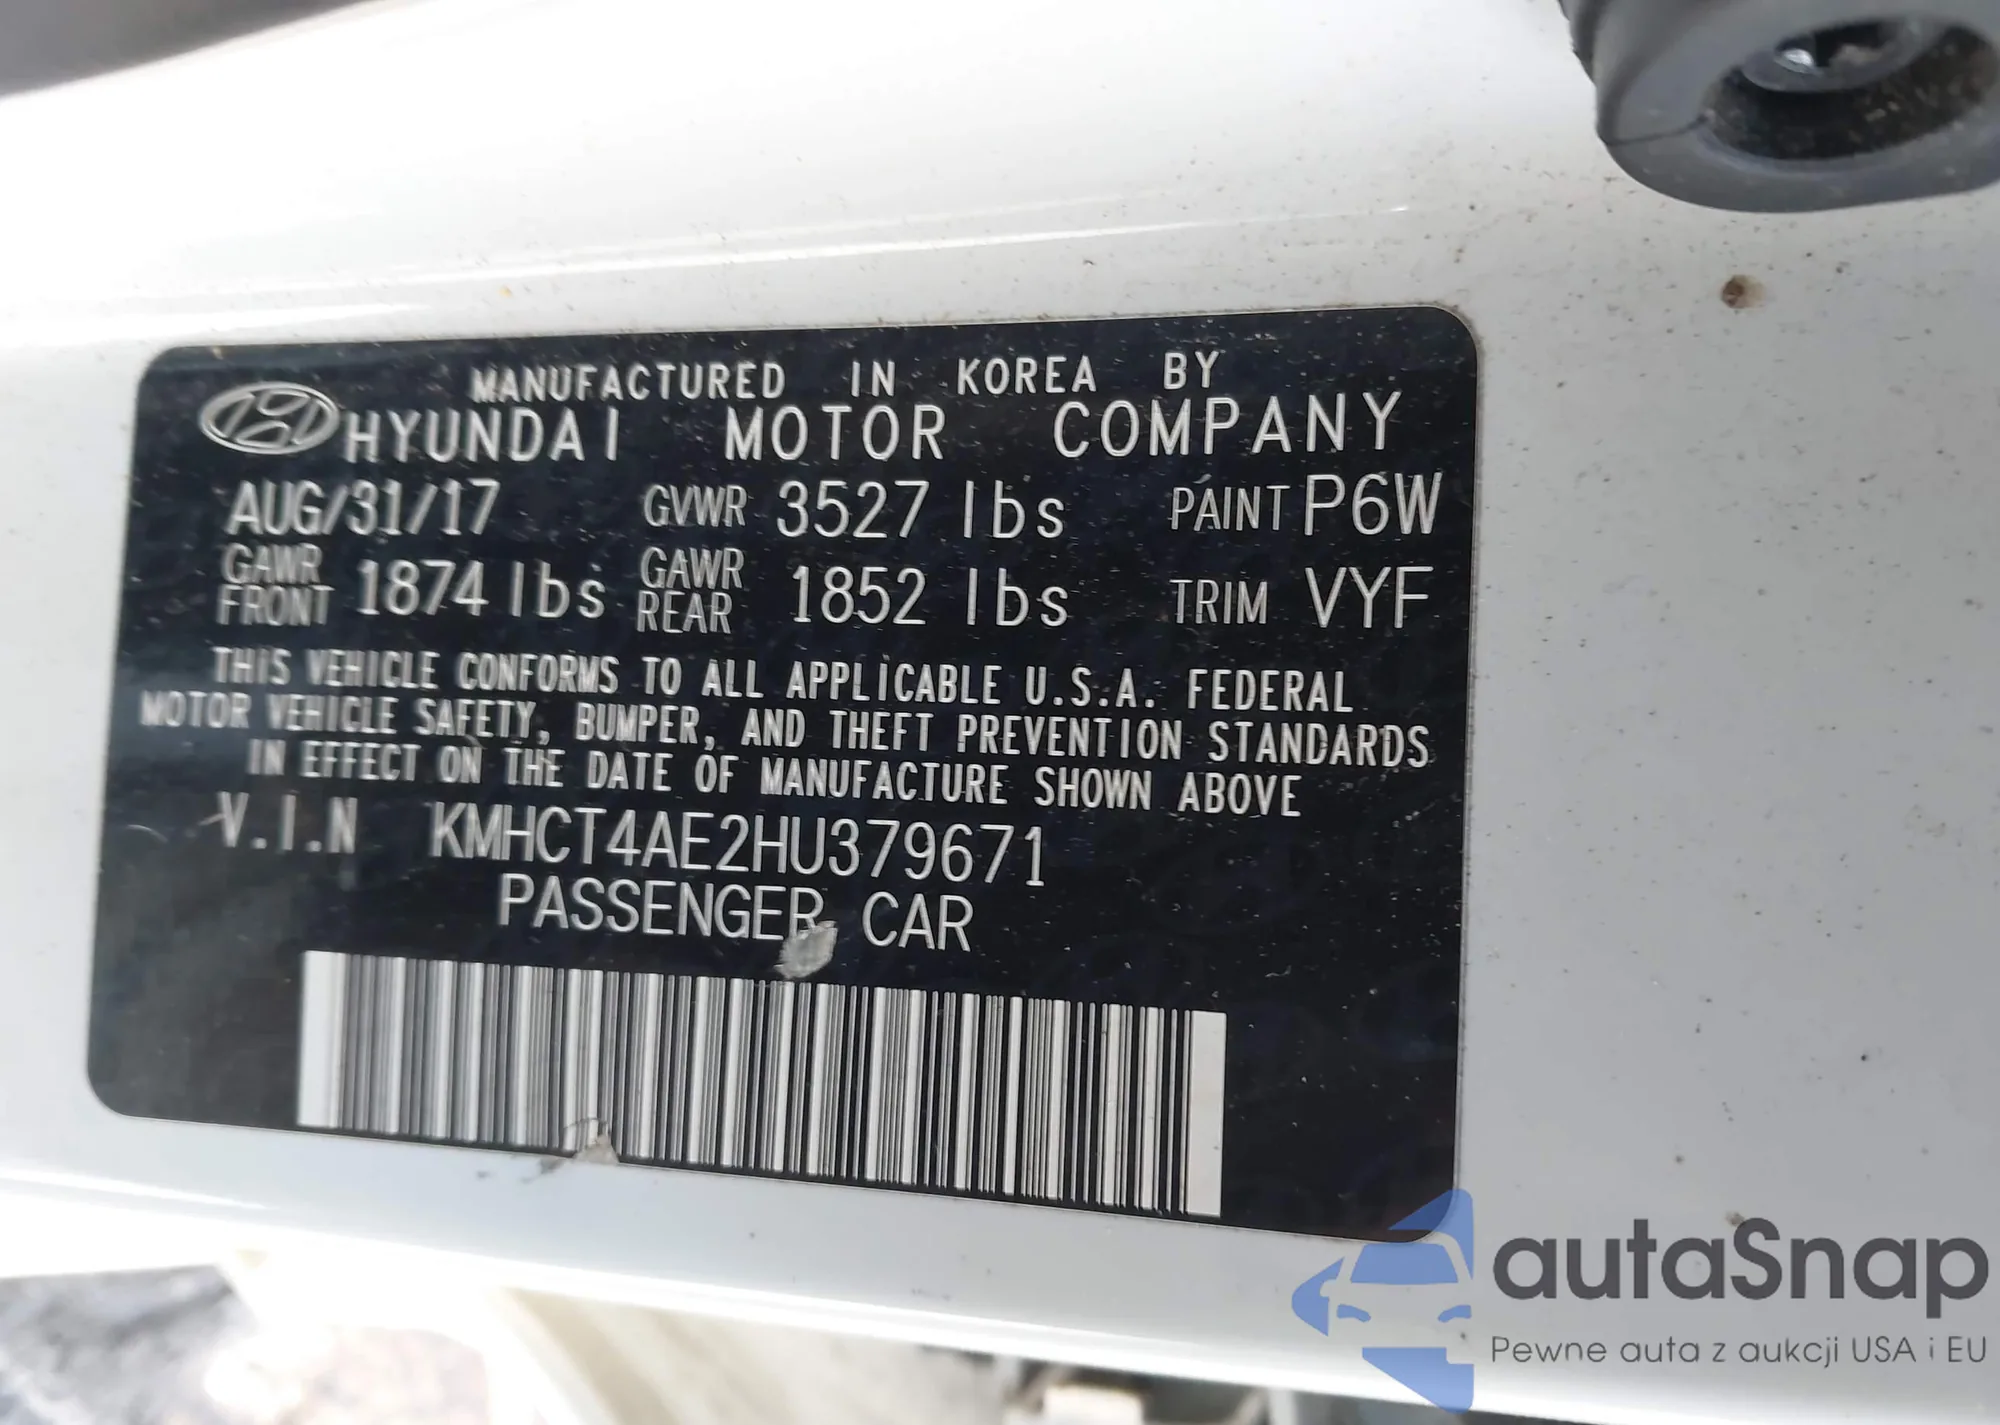 MANUFACTURED IN KOREA BY
HYUNDAI MOTOR COMPANY
AUG/31/17 GVWR 3527 lbs PAINT P6W
GAWR FRONT 1874 lbs GAWR REAR 1852 lbs TRIM VYF
THIS VEHICLE CONFORMS TO ALL APPLICABLE U.S.A. FEDERAL
MOTOR VEHICLE SAFETY, BUMPER, AND THEFT PREVENTION STANDARDS
IN EFFECT ON THE DATE OF MANUFACTURE SHOWN ABOVE
V.I.N KMHCT4AE2HU379671
PASSENGER CAR
autaSnap
Pewne auta z aukcji USA i EU